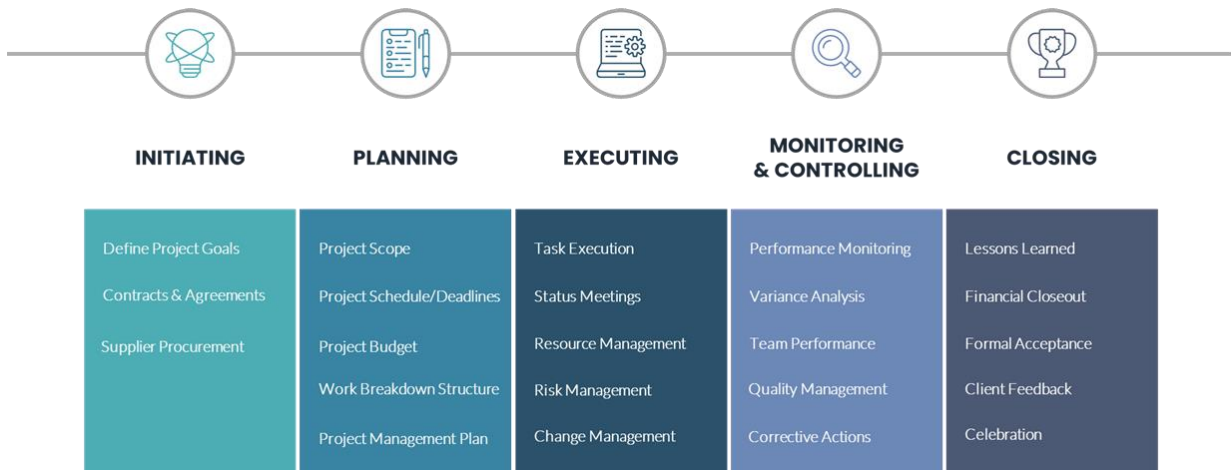 INITIATING
PLANNING
EXECUTING
MONITORING
& CONTROLLING
CLOSING
Define Project Goals
Contracts & Agreements
Supplier Procurement
Project Scope
Project Schedule/Deadlines
Project Budget
Work Breakdown Structure
Project Management Plan
Task Execution
Status Meetings
Resource Management
Risk Management
Change Management
Performance Monitoring
Variance Analysis
Team Performance
Quality Management
Corrective Actions
Lessons Learned
Financial Closeout
Formal Acceptance
Client Feedback
Celebration